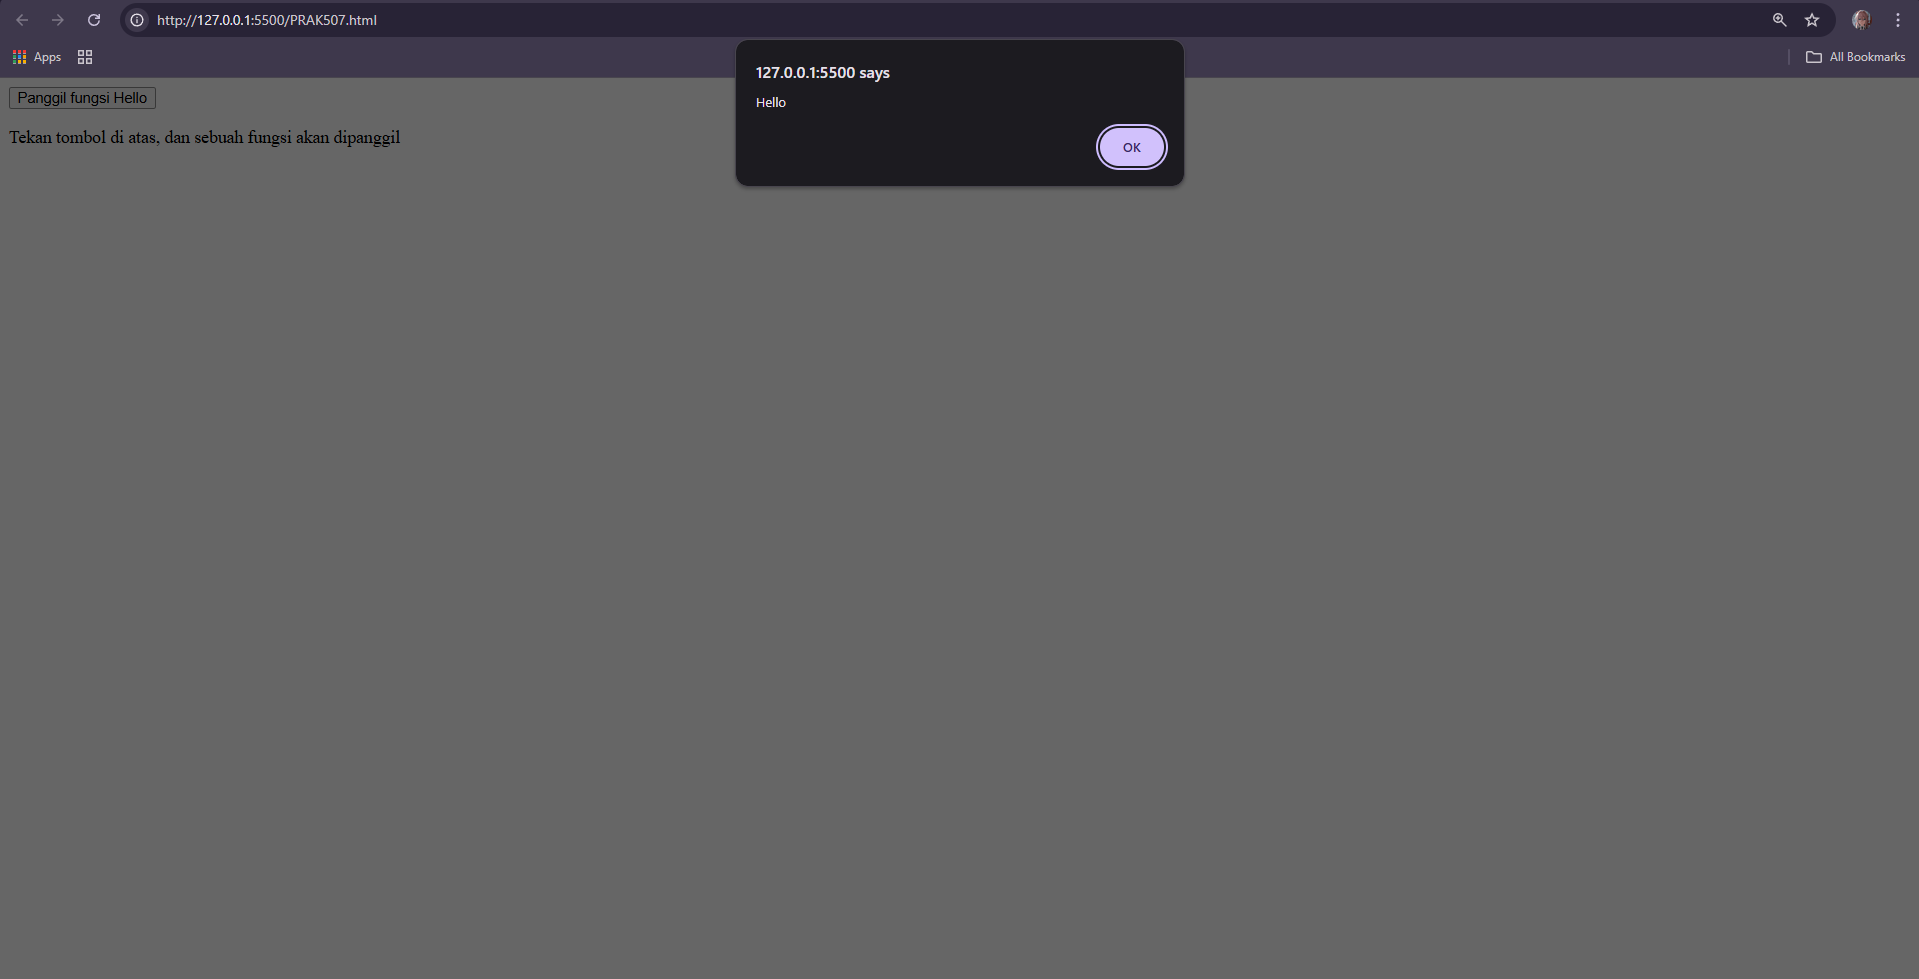 http://127.0.0.1:5500/PRAK507.html
Apps
All Bookmarks
127.0.0.1:5500 says
Hello
OK
Panggil fungsi Hello
Tekan tombol di atas, dan sebuah fungsi akan dipanggil